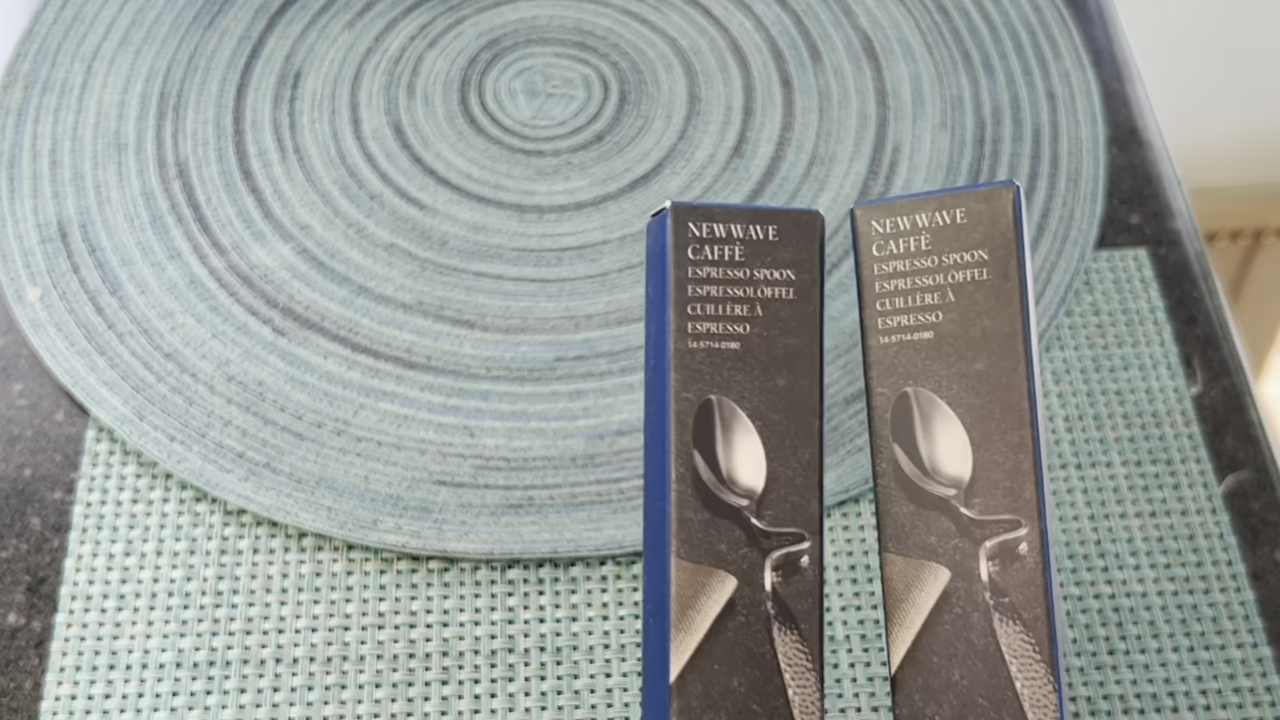 NEWWAVE
CAFFÈ
ESPRESSO SPOON
ESPRESSOLÖFFEL
CUILLÈRE À
ESPRESSO
14-5714-0180
NEWWAVE
CAFFÈ
ESPRESSO SPOON
ESPRESSOLÖFFEL
CUILLÈRE À
ESPRESSO
14-5714-0180